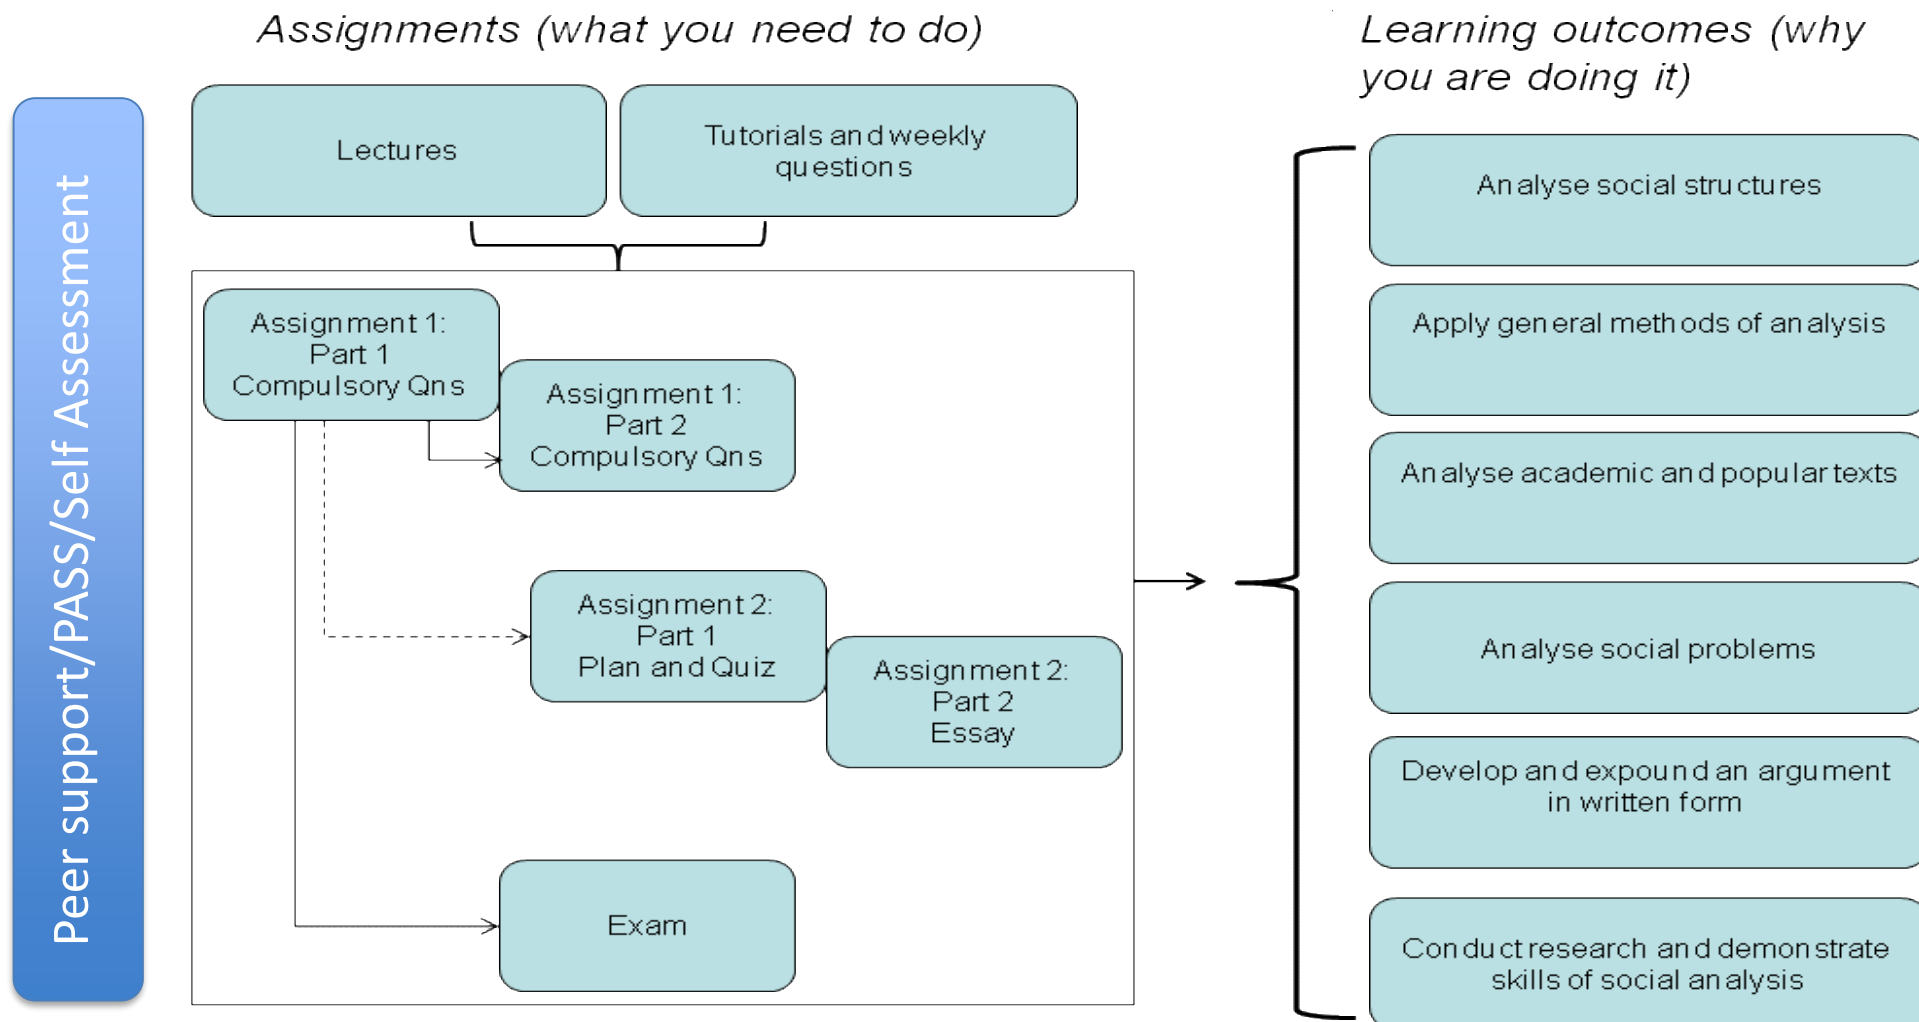 Assignments (what you need to do)
Learning outcomes (why
you are doing it)
Peer support/PASS/Self Assessment
Lectures
Tutorials and weekly
questions
Assignment 1:
Part 1
Compulsory Qns
Assignment 1:
Part 2
Compulsory Qns
Assignment 2:
Part 1
Plan and Quiz
Assignment 2:
Part 2
Essay
Exam
Analyse social structures
Apply general methods of analysis
Analyse academic and popular texts
Analyse social problems
Develop and expound an argument
in written form
Conduct research and demonstrate
skills of social analysis